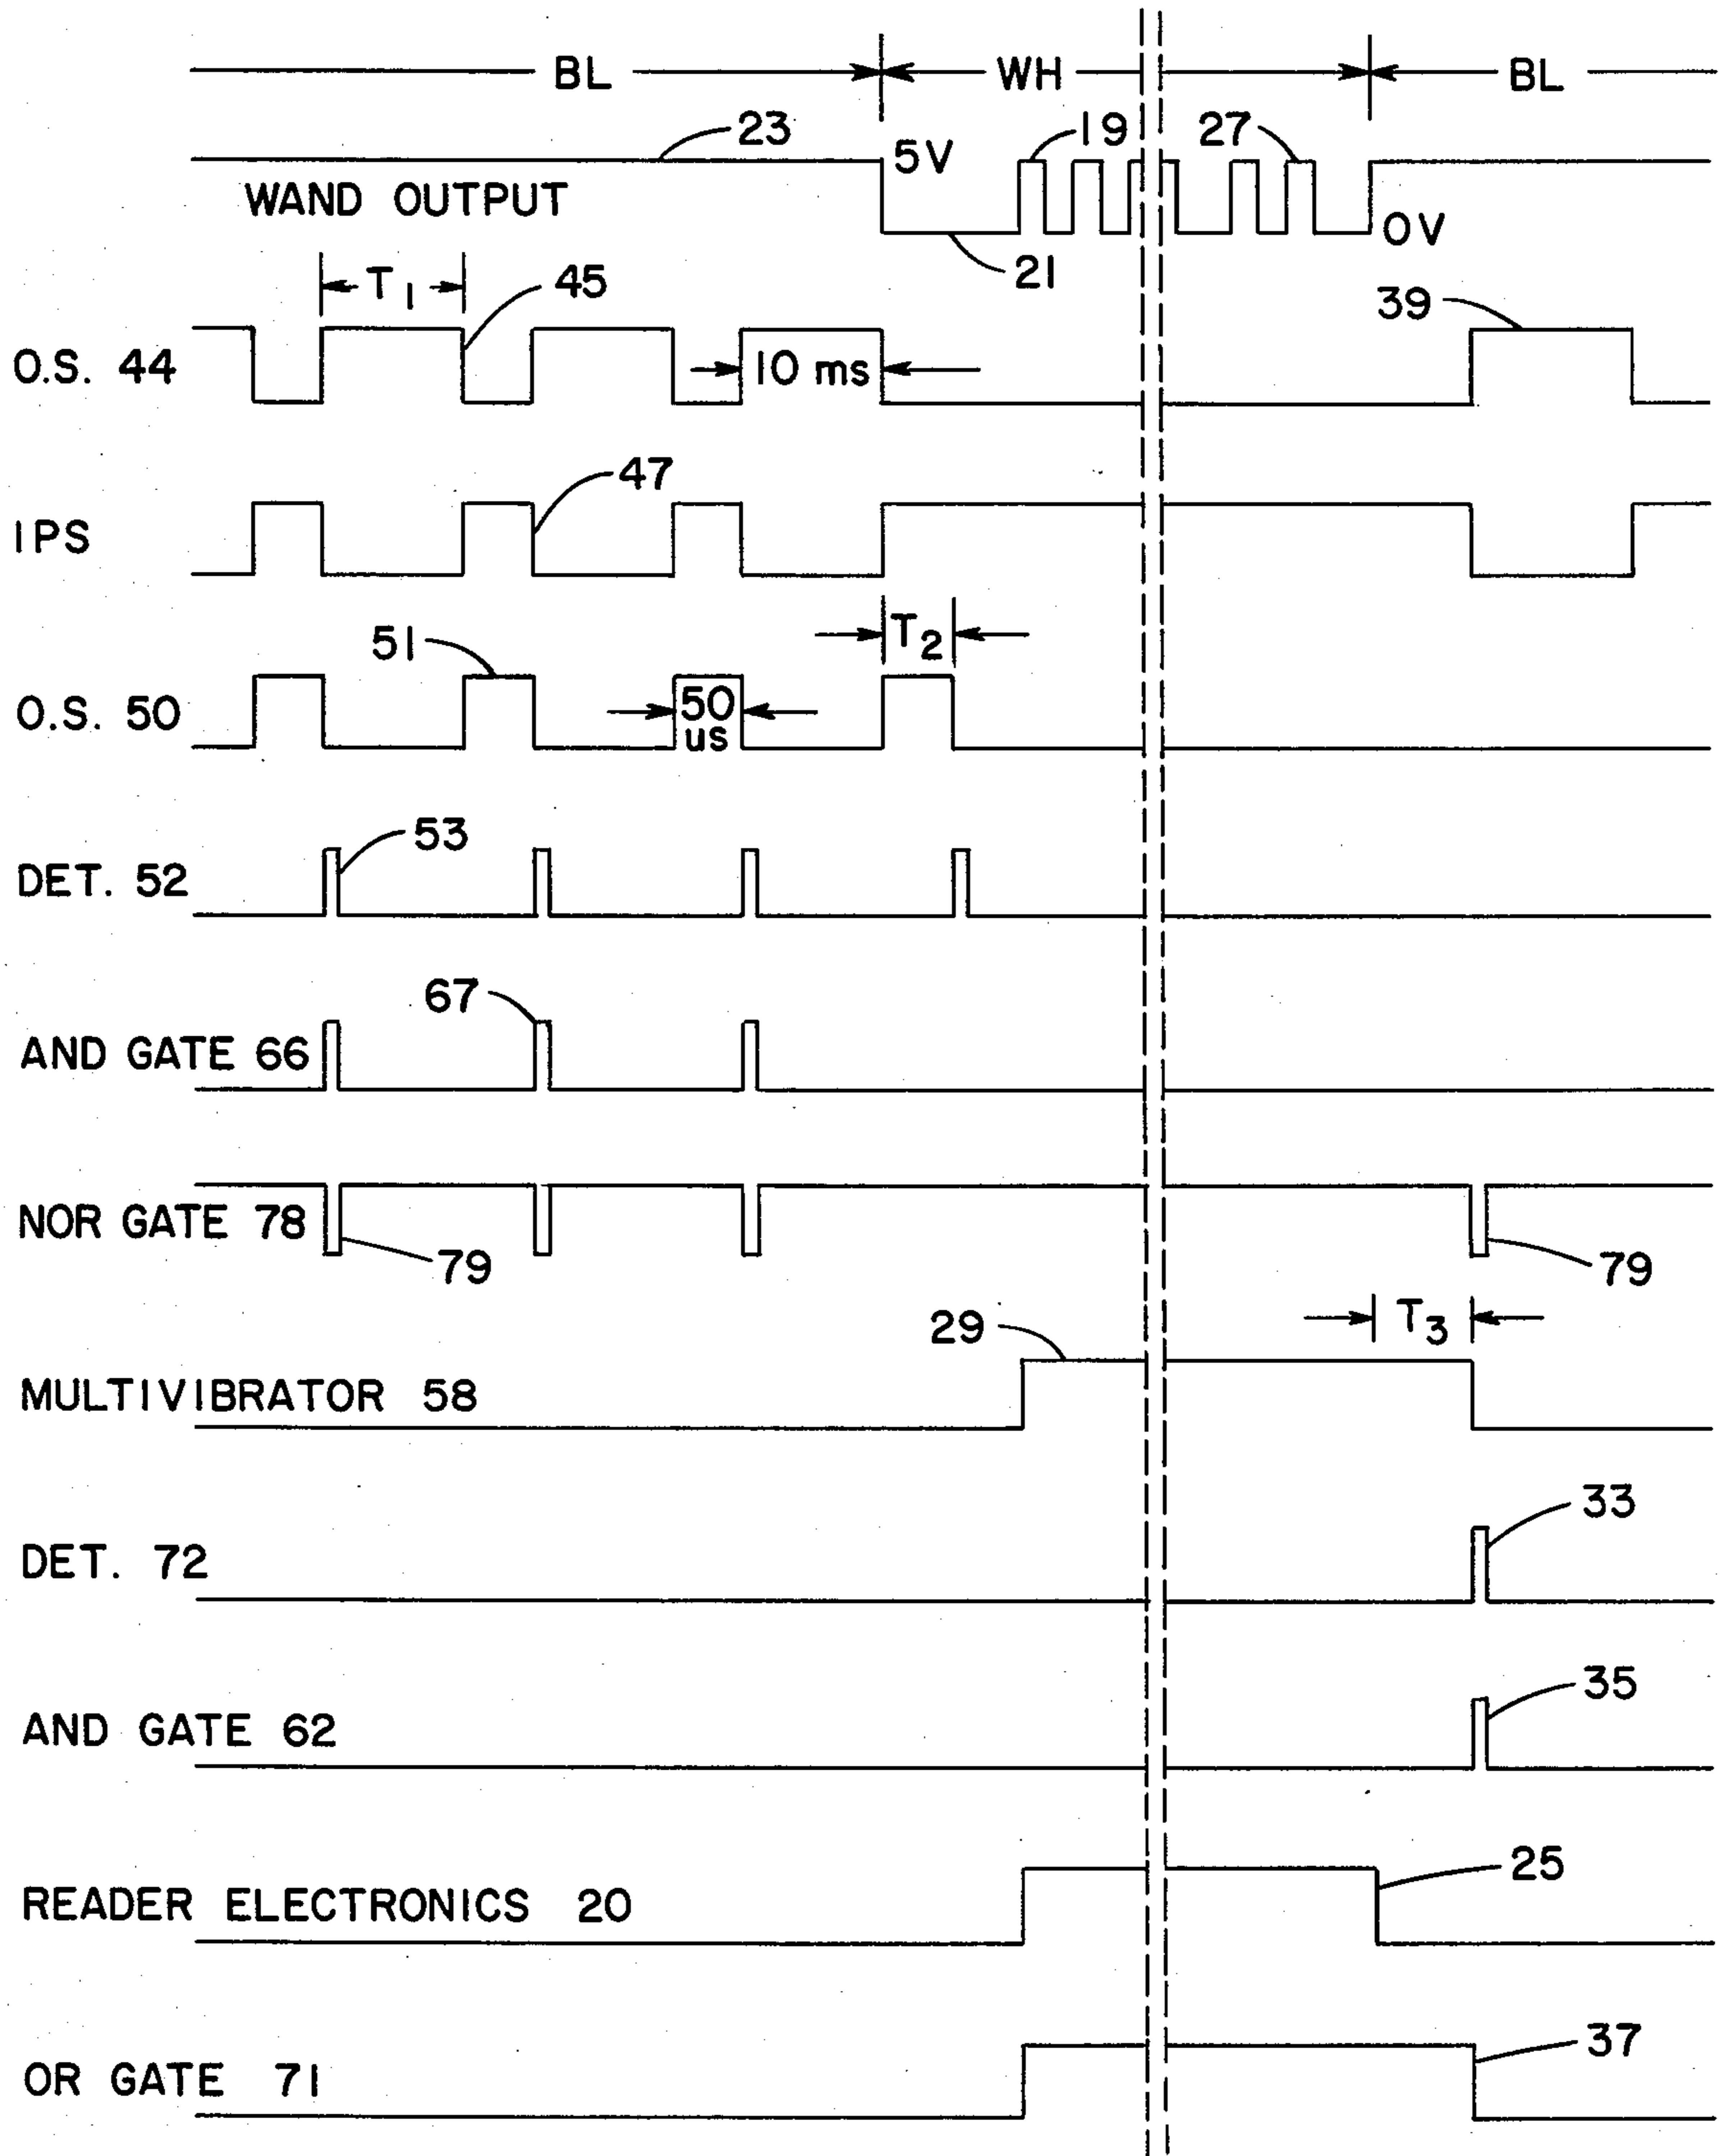 BL WH BL
23 5V 19 27
WAND OUTPUT 0V
21
T1 45 39
O.S. 44 10 ms
47
IPS
T2
51
O.S. 50 50
us
53
DET. 52
67
AND GATE 66
NOR GATE 78
79 79
T3
29
MULTIVIBRATOR 58
33
DET. 72
35
AND GATE 62
25
READER ELECTRONICS 20
37
OR GATE 71